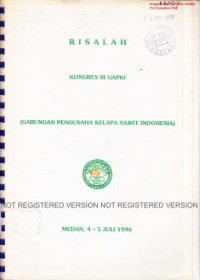 RISALAH
KONGRES III GAPKI
(GABUNGAN PENGUSAHA KELAPA SAWIT INDONESIA)
NOT REGISTERED VERSION NOT REGISTERED VERSION
MEDAN, 4 - 5 JULI 1996